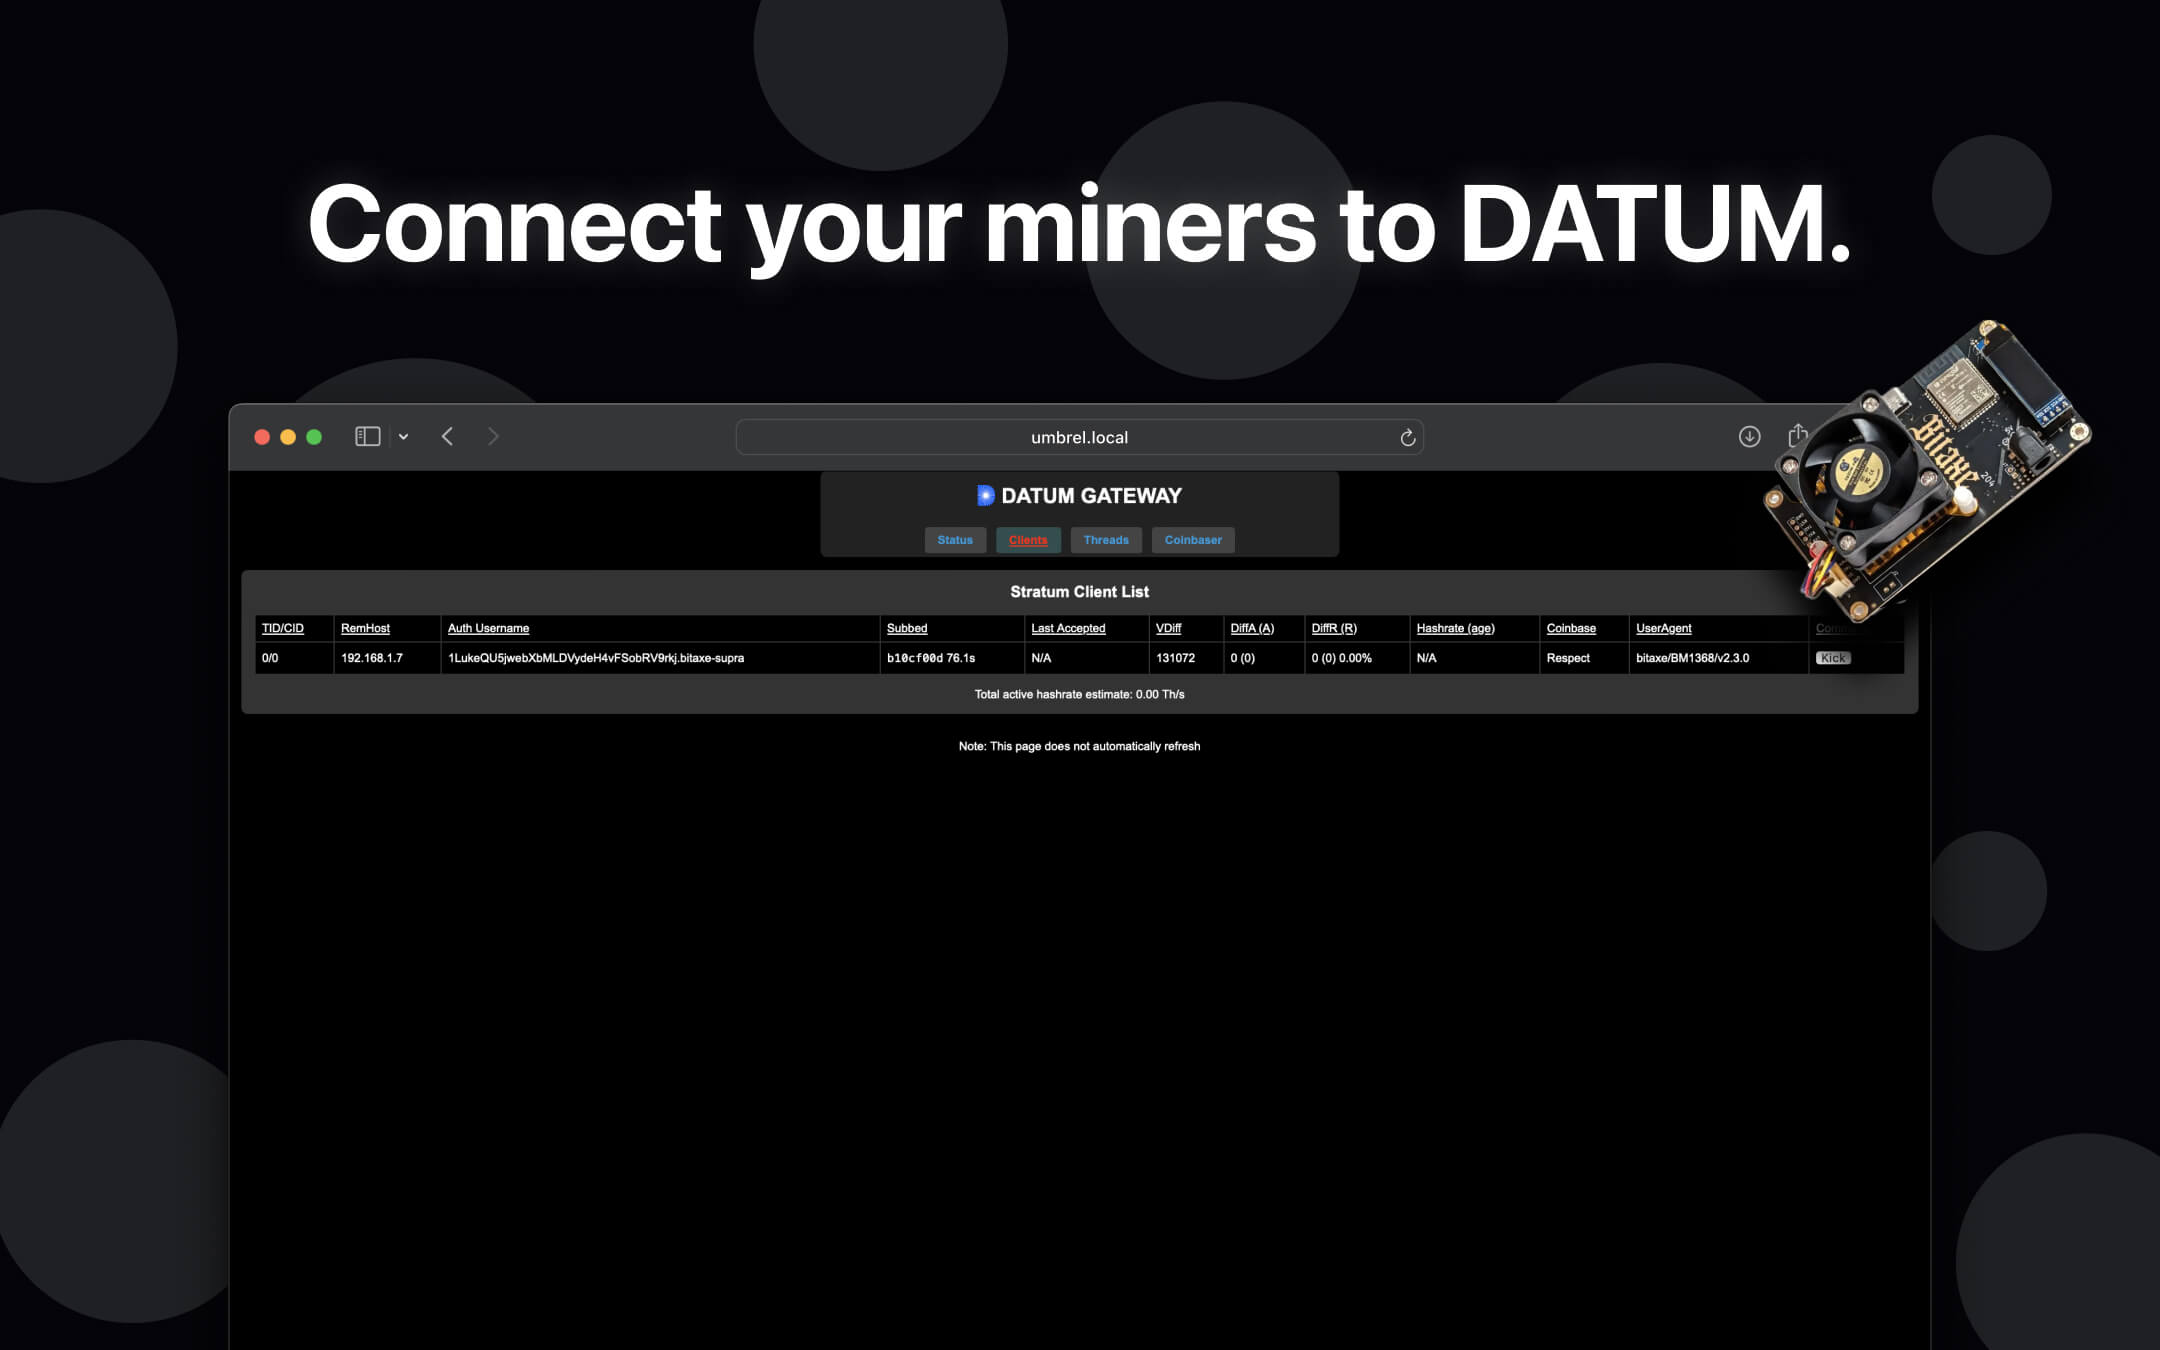 Connect your miners to DATUM.
umbrel.local
DATUM GATEWAY
Status Clients Threads Coinbaser
Stratum Client List
TID/CID RemHost Auth Username Subbed Last Accepted VDiff DiffA (A) DiffR (R) Hashrate (age) Coinbase UserAgent
0/0 192.168.1.7 1LukeQU5jwebXbMLDVydeH4vFSobRV9rkj.bitaxe-supra b10cf00d 76.1s N/A 131072 0 (0) 0 (0) 0.00% N/A Respect bitaxe/BM1368/v2.3.0 Kick
Total active hashrate estimate: 0.00 Th/s
Note: This page does not automatically refresh
Bitaxe
204